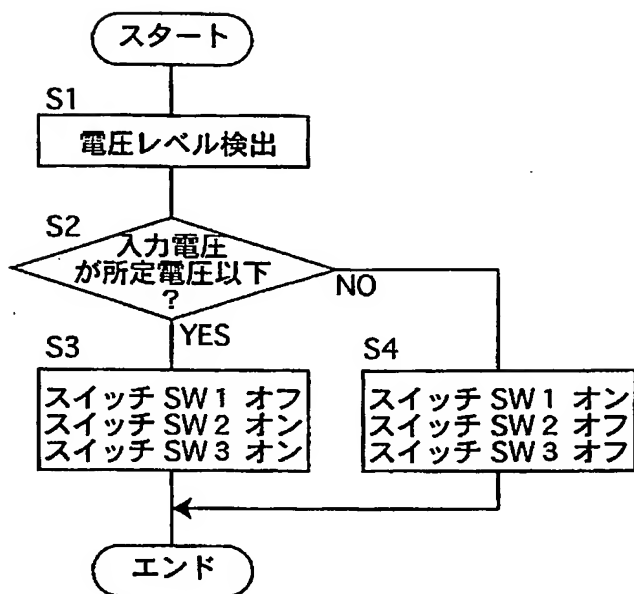 スタート
S1
電圧レベル検出
S2
入力電圧
が所定電圧以下
?
NO
YES
S3
スイッチ SW1 オフ
スイッチ SW2 オン
スイッチ SW3 オン
S4
スイッチ SW1 オン
スイッチ SW2 オフ
スイッチ SW3 オフ
エンド